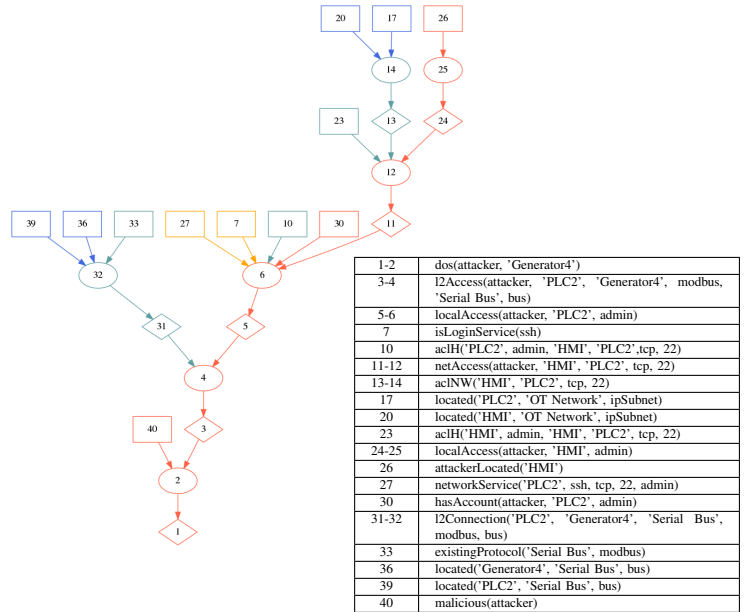 20 17 26
14 25
23 13 24
12
39 36 33 27 7 10 30 11
32 6
31 5
4
40 3
2
1
1-2 dos(attacker, 'Generator4')
3-4 l2Access(attacker, 'PLC2', 'Generator4', modbus,
'Serial Bus', bus)
5-6 localAccess(attacker, 'PLC2', admin)
7 isLoginService(ssh)
10 aclH('PLC2', admin, 'HMI', 'PLC2',tcp, 22)
11-12 netAccess(attacker, 'HMI', 'PLC2', tcp, 22)
13-14 aclNW('HMI', 'PLC2', tcp, 22)
17 located('PLC2', 'OT Network', ipSubnet)
20 located('HMI', 'OT Network', ipSubnet)
23 aclH('HMI', admin, 'HMI', 'PLC2', tcp, 22)
24-25 localAccess(attacker, 'HMI', admin)
26 attackerLocated('HMI')
27 networkService('PLC2', ssh, tcp, 22, admin)
30 hasAccount(attacker, 'PLC2', admin)
31-32 l2Connection('PLC2', 'Generator4', 'Serial Bus',
modbus, bus)
33 existingProtocol('Serial Bus', modbus)
36 located('Generator4', 'Serial Bus', bus)
39 located('PLC2', 'Serial Bus', bus)
40 malicious(attacker)